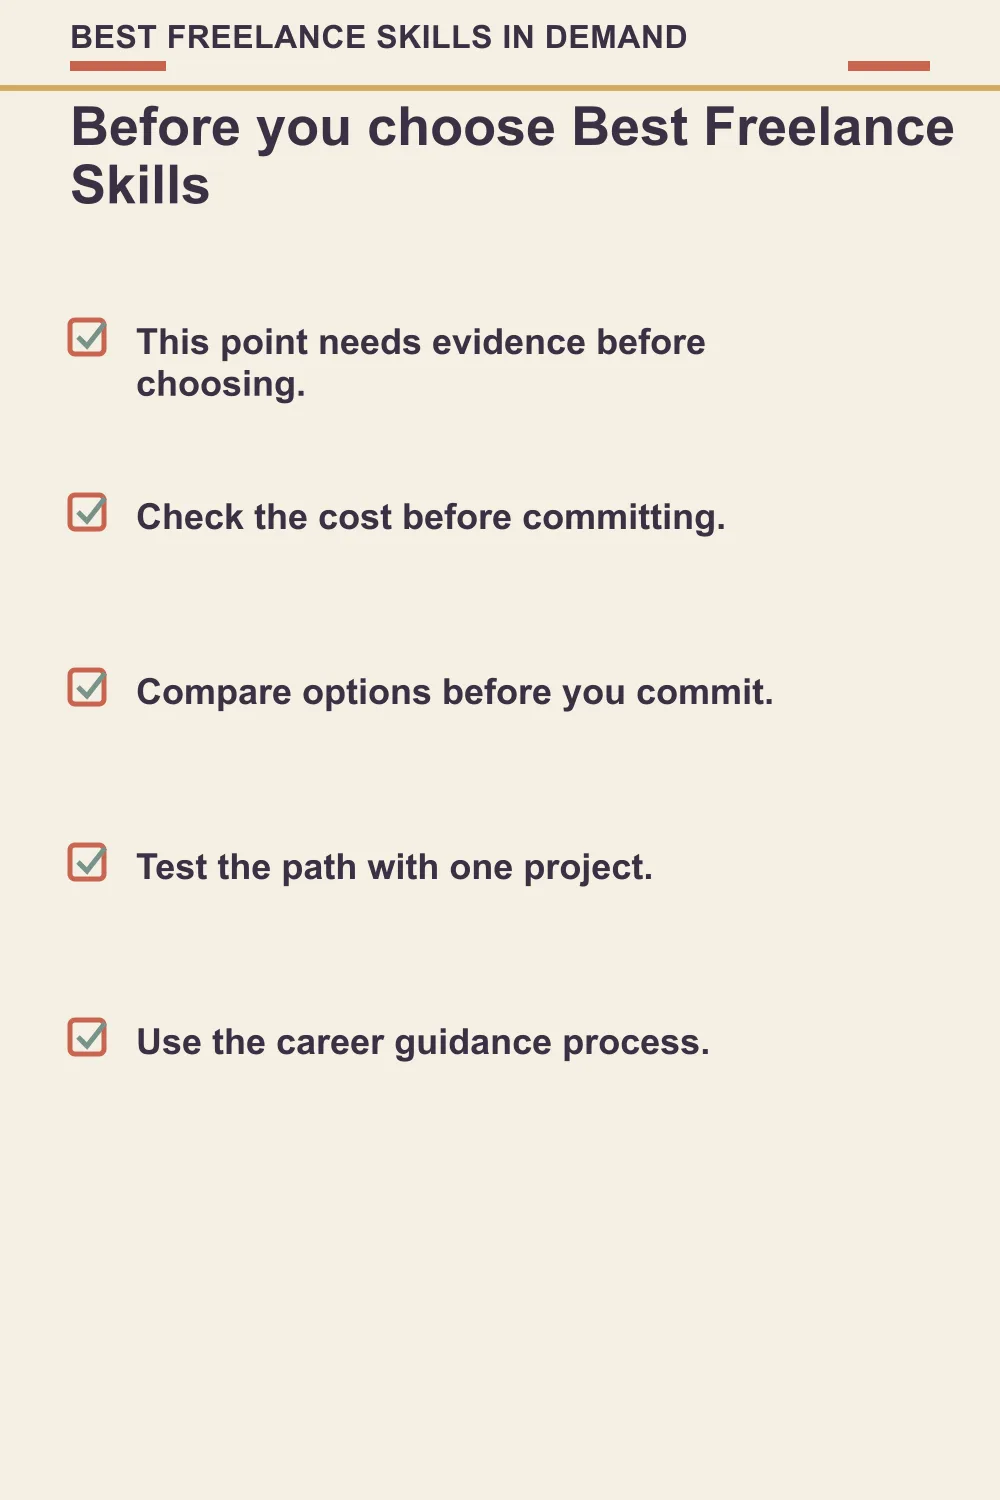 BEST FREELANCE SKILLS IN DEMAND
Before you choose Best Freelance
Skills
This point needs evidence before
choosing.
Check the cost before committing.
Compare options before you commit.
Test the path with one project.
Use the career guidance process.